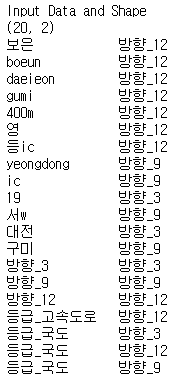 Input Data and Shape
(20, 2)
보은 방향_12
boeun 방향_12
daeieon 방향_12
gumi 방향_12
400m 방향_12
영 방향_12
등ic 방향_12
yeongdong 방향_9
ic 방향_9
19 방향_3
서w 방향_9
대전 방향_3
구미 방향_9
방향_3 방향_3
방향_9 방향_9
방향_12 방향_12
등급_고속도로 방향_12
등급_국도 방향_3
등급_국도 방향_12
등급_국도 방향_9